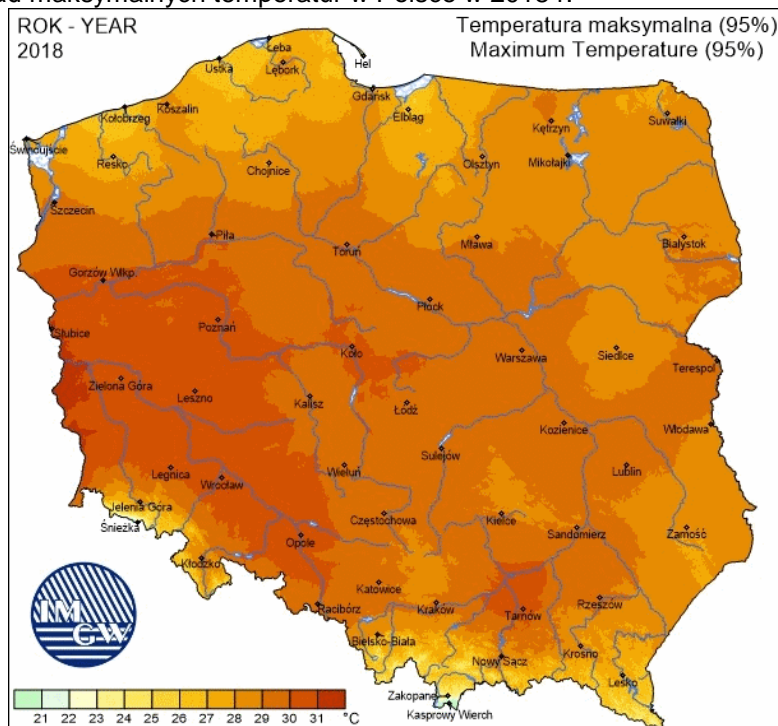 ROK - YEAR
2018
Temperatura maksymalna (95%)
Maximum Temperature (95%)
Łeba
Hel
Ustka
Lębork
Gdańsk
Kołobrzeg
Koszalin
Elbląg
Kętrzyn
Suwałki
Świnoujście
Resko
Chojnice
Olsztyn
Mikołajki
Szczecin
Piła
Toruń
Mława
Białystok
Gorzów Wlkp.
Płock
Słubice
Poznań
Koło
Warszawa
Siedlce
Terespol
Zielona Góra
Leszno
Kalisz
Łódź
Kozienice
Włodawa
Sulejów
Legnica
Wrocław
Wieluń
Lublin
Jelenia Góra
Śnieżka
Częstochowa
Kielce
Sandomierz
Zamość
Opole
Kłodzko
Katowice
Racibórz
Kraków
Tarnów
Rzeszów
Bielsko-Biała
Nowy Sącz
Krosno
Lesko
Zakopane
Kasprowy Wierch
IM
GW
21 22 23 24 25 26 27 28 29 30 31 °C